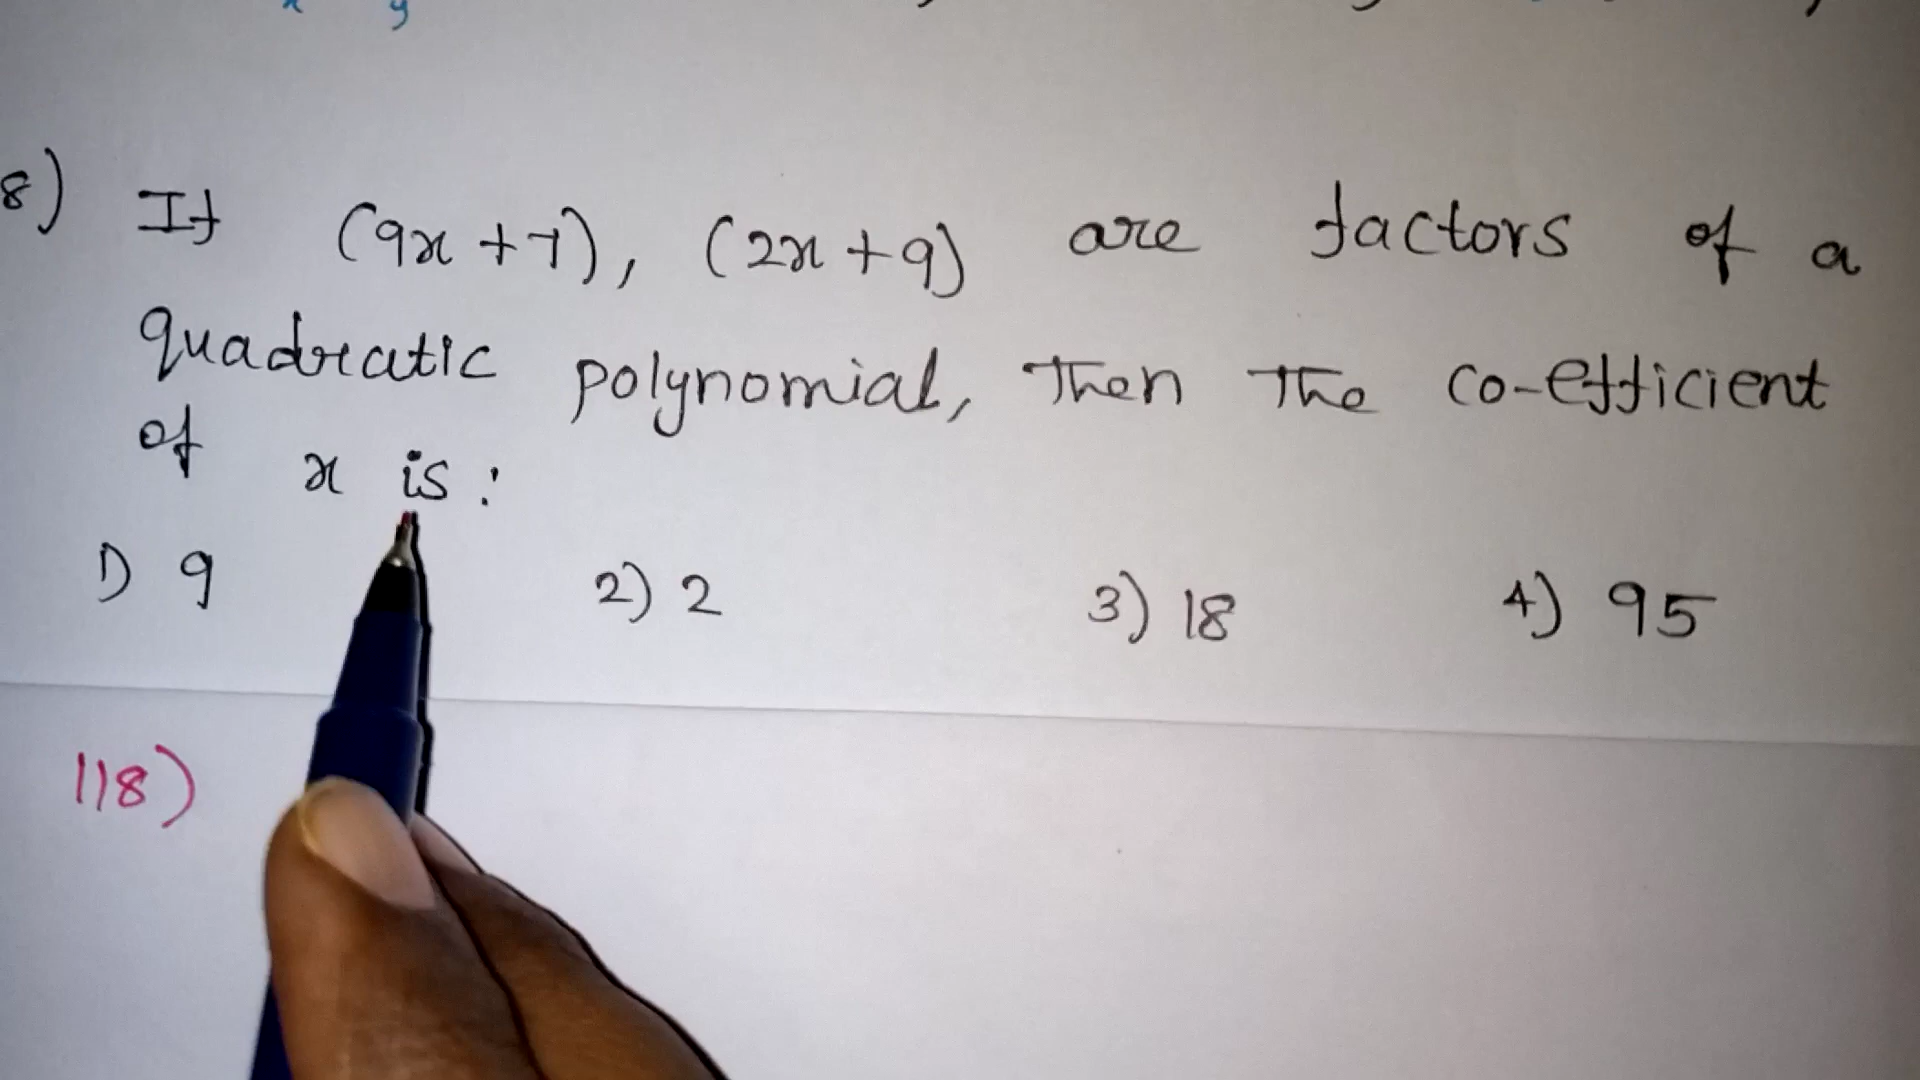 8) If (9x+7), (2x+9) are factors of a
quadratic polynomial, then the co-efficient
of x is:
1) 9 2) 2 3) 18 4) 95
118)